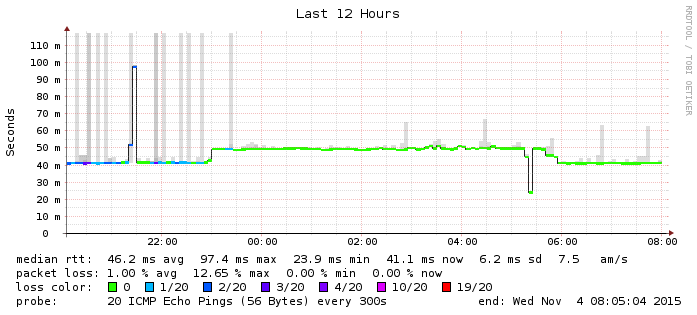 Last 12 Hours
RRDTOOL / TOBI OETIKER
Seconds
110 m
100 m
90 m
80 m
70 m
60 m
50 m
40 m
30 m
20 m
10 m
0
22:00 00:00 02:00 04:00 06:00 08:00
median rtt: 46.2 ms avg 97.4 ms max 23.9 ms min 41.1 ms now 6.2 ms sd 7.5 am/s
packet loss: 1.00 % avg 12.65 % max 0.00 % min 0.00 % now
loss color: 0 1/20 2/20 3/20 4/20 10/20 19/20
probe: 20 ICMP Echo Pings (56 Bytes) every 300s end: Wed Nov 4 08:05:04 2015